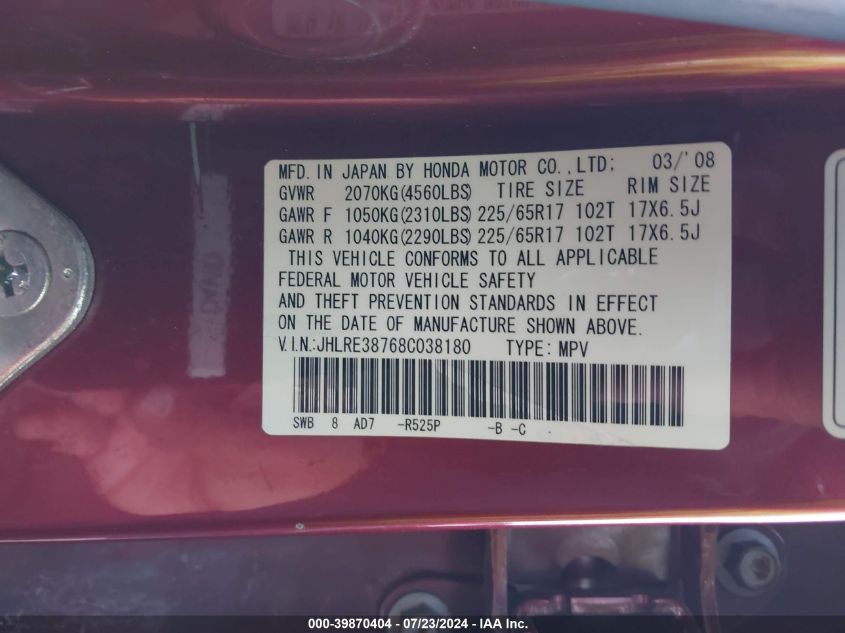 MFD. IN JAPAN BY HONDA MOTOR CO.,LTD; 03/'08
GVWR 2070KG(4560LBS) TIRE SIZE RIM SIZE
GAWR F 1050KG(2310LBS) 225/65R17 102T 17X6.5J
GAWR R 1040KG(2290LBS) 225/65R17 102T 17X6.5J
THIS VEHICLE CONFORMS TO ALL APPLICABLE
FEDERAL MOTOR VEHICLE SAFETY
AND THEFT PREVENTION STANDARDS IN EFFECT
ON THE DATE OF MANUFACTURE SHOWN ABOVE.
V.I.N:JHLRE38768C038180 TYPE: MPV
SWB 8 AD7 -R525P -B -C
000-39870404 - 07/23/2024 - IAA Inc.